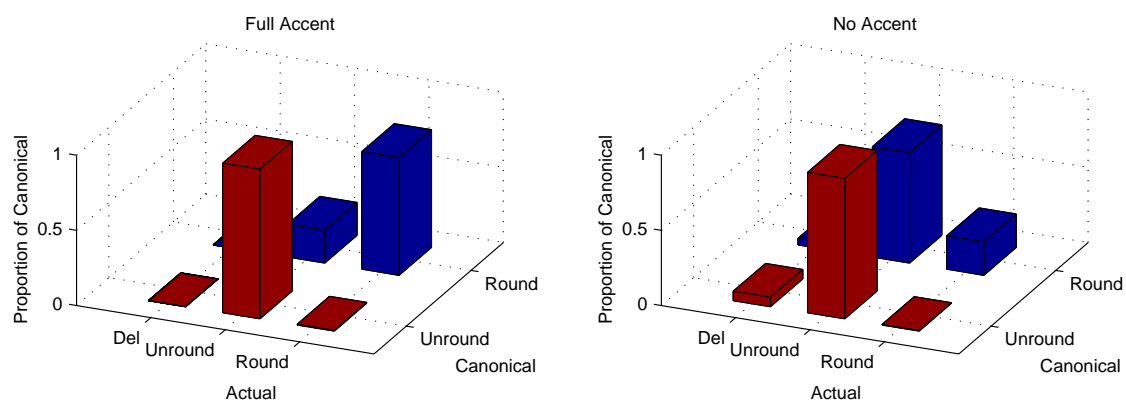 Full Accent
Proportion of Canonical
1
0.5
0
Del
Unround
Round
Actual
Round
Unround
Canonical
No Accent
Proportion of Canonical
1
0.5
0
Del
Unround
Round
Actual
Round
Unround
Canonical